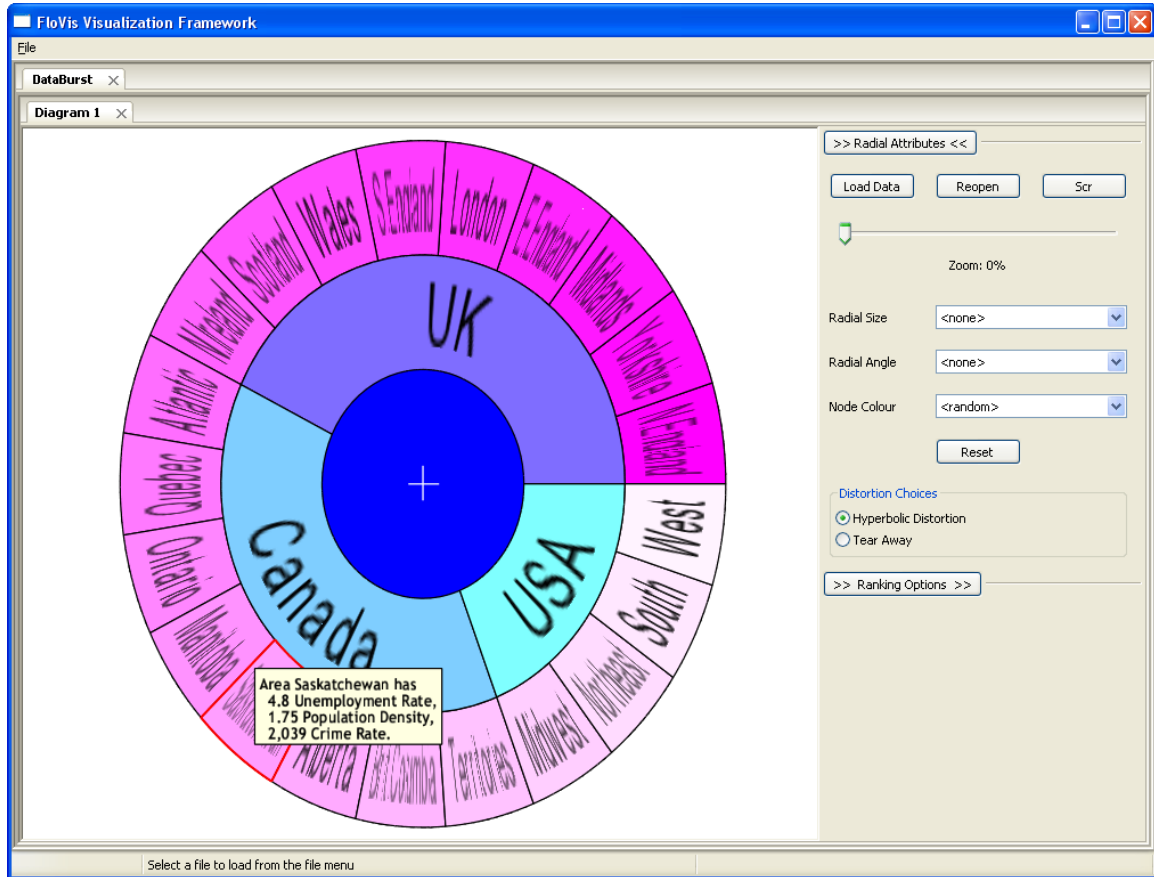 FloVis Visualization Framework
File
DataBurst
Diagram 1
>> Radial Attributes <<
Load Data Reopen Scr
Zoom: 0%
Radial Size <none>
Radial Angle <none>
Node Colour <random>
Reset
Distortion Choices
Hyperbolic Distortion
Tear Away
>> Ranking Options >>
UK
Canada
USA
N.Ireland
Scotland
Wales
S.England
London
E.England
Midlands
Yorkshire
N.England
West
South
Northeast
Midwest
Territories
Alberta
Manitoba
Ontario
Quebec
Atlantic
Area Saskatchewan has
4.8 Unemployment Rate,
1.75 Population Density,
2,039 Crime Rate.
Select a file to load from the file menu